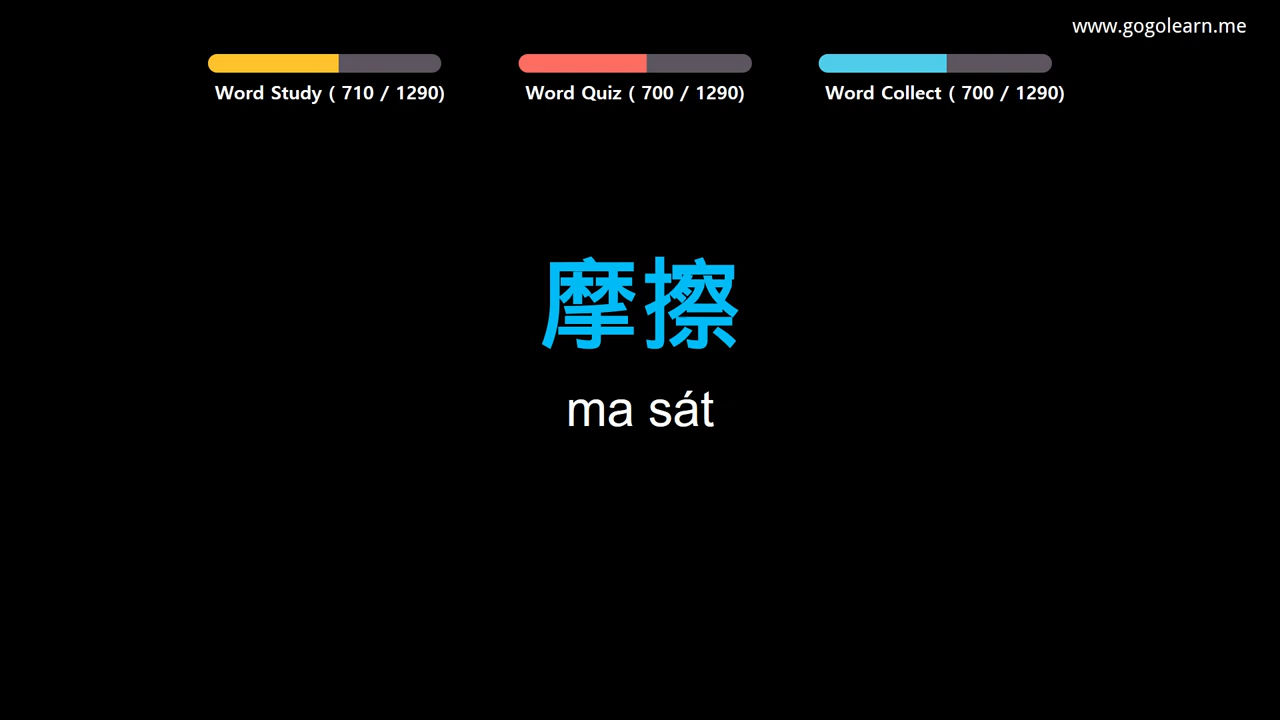 www.gogolearn.me
Word Study ( 710 / 1290)
Word Quiz ( 700 / 1290)
Word Collect ( 700 / 1290)
摩擦
ma sát